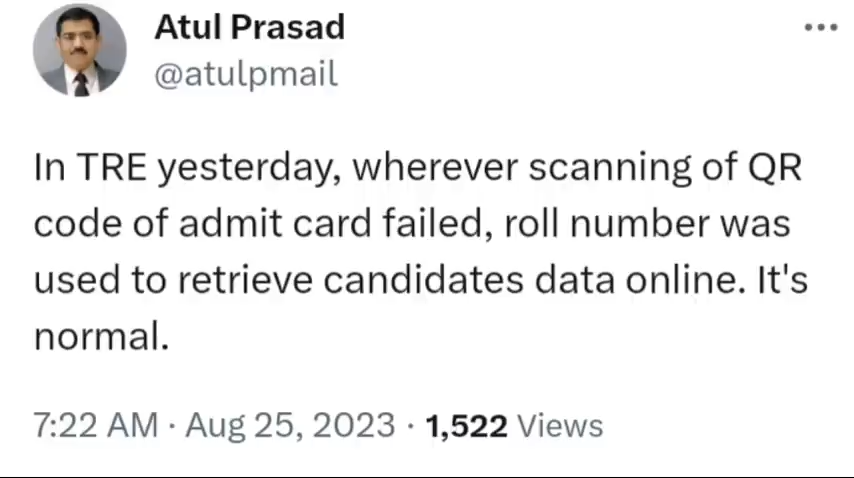 Atul Prasad
@atulpmail
In TRE yesterday, wherever scanning of QR
code of admit card failed, roll number was
used to retrieve candidates data online. It's
normal.
7:22 AM · Aug 25, 2023 · 1,522 Views